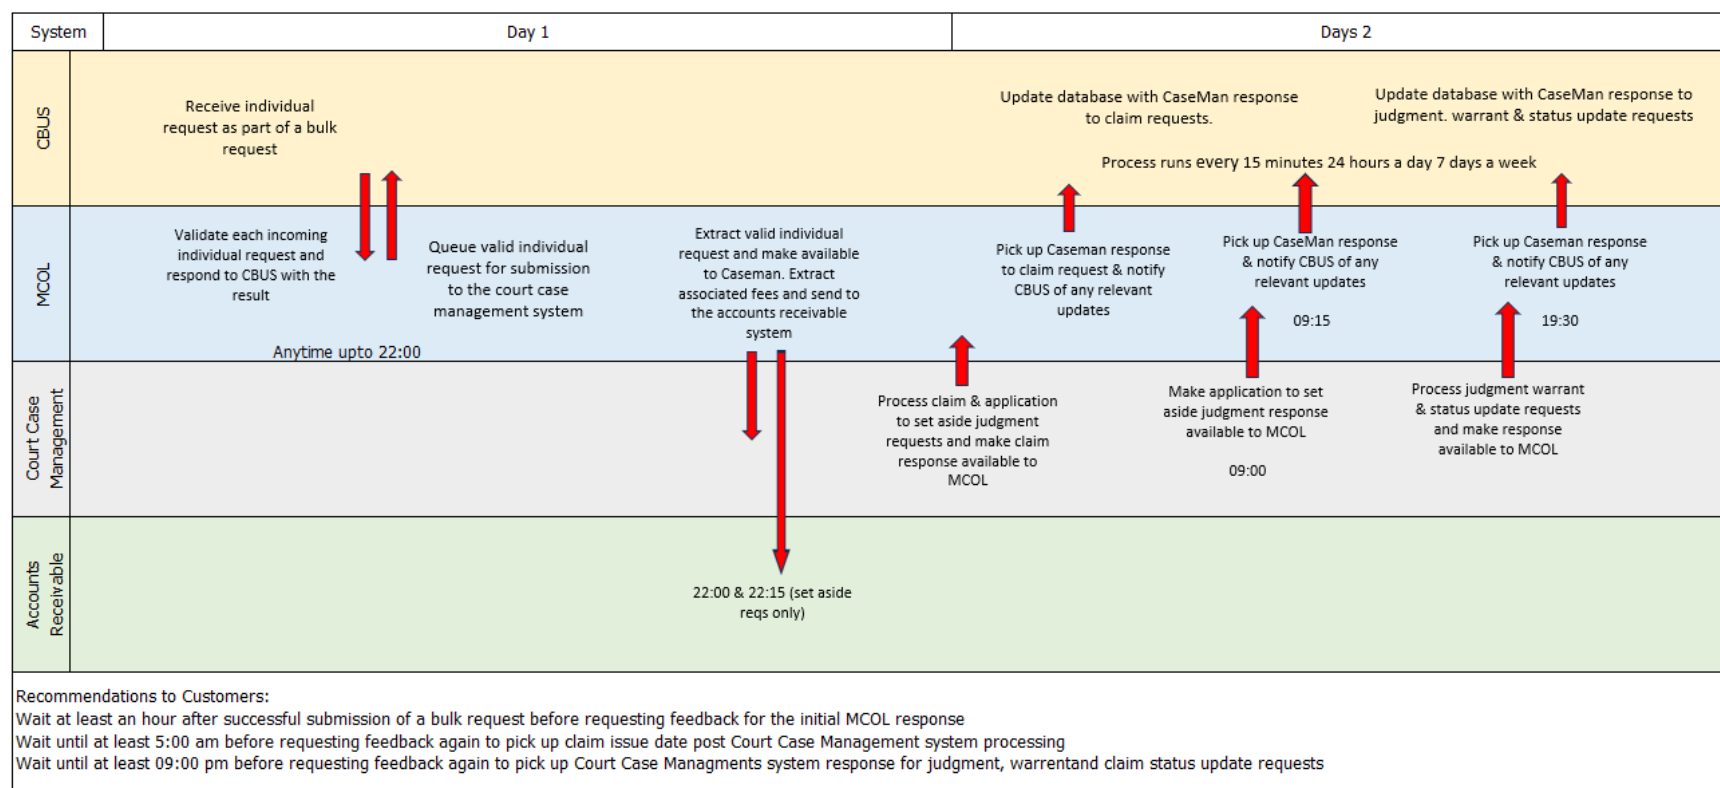 System
Day 1
Days 2
CBUS
Receive individual
request as part of a bulk
request
Update database with CaseMan response
to claim requests.
Update database with CaseMan response to
judgment. warrant & status update requests
Process runs every 15 minutes 24 hours a day 7 days a week
MCOL
Validate each incoming
individual request and
respond to CBUS with the
result
Anytime upto 22:00
Queue valid individual
request for submission
to the court case
management system
Extract valid individual
request and make available
to Caseman. Extract
associated fees and send to
the accounts receivable
system
Pick up Caseman response
to claim request & notify
CBUS of any relevant
updates
Pick up CaseMan response
& notify CBUS of any
relevant updates
09:15
Pick up Caseman response
& notify CBUS of any
relevant updates
19:30
Court Case
Management
Process claim & application
to set aside judgment
requests and make claim
response available to
MCOL
Make application to set
aside judgment response
available to MCOL
09:00
Process judgment warrant
& status update requests
and make response
available to MCOL
Accounts
Receivable
22:00 & 22:15 (set aside
reqs only)
Recommendations to Customers:
Wait at least an hour after successful submission of a bulk request before requesting feedback for the initial MCOL response
Wait until at least 5:00 am before requesting feedback again to pick up claim issue date post Court Case Management system processing
Wait until at least 09:00 pm before requesting feedback again to pick up Court Case Managments system response for judgment, warrentand claim status update requests